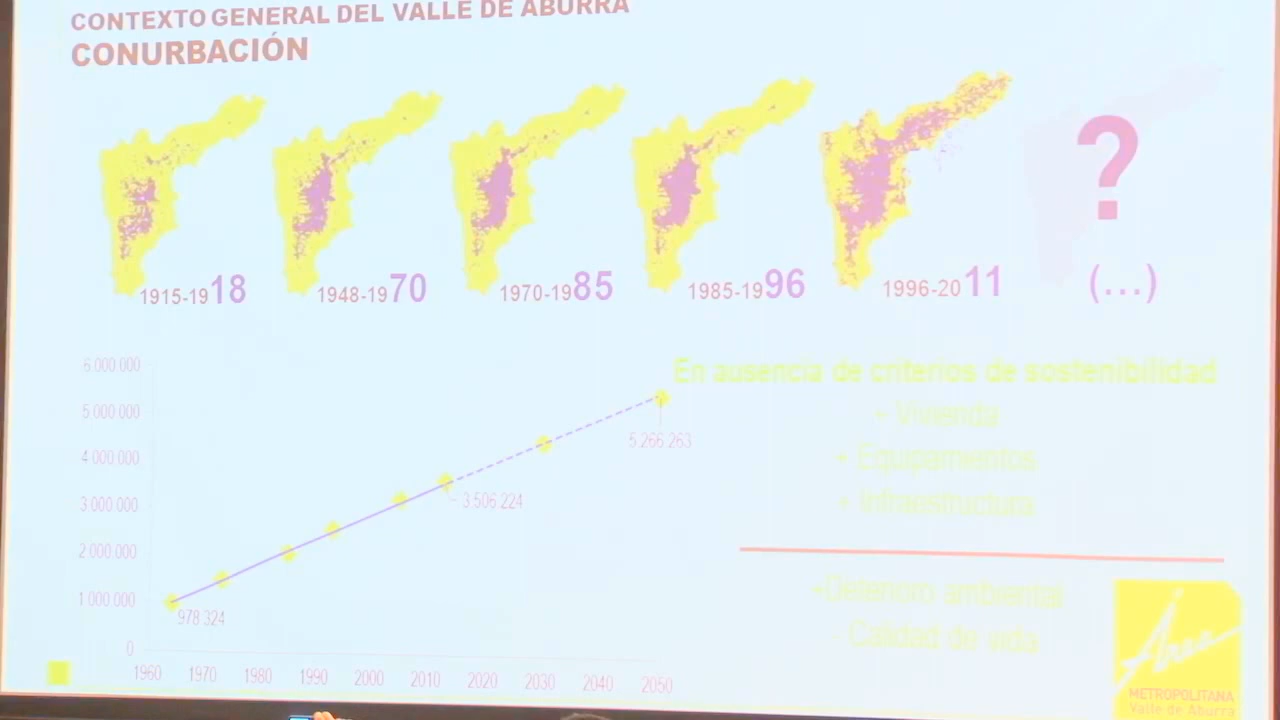 CONTEXTO GENERAL DEL VALLE DE ABURRÁ
CONURBACIÓN
1915-1918
1948-1970
1970-1985
1985-1996
1996-2011
?
(...)
6.000.000
5.000.000
4.000.000
3.000.000
2.000.000
1.000.000
0
978.324
3.506.224
5.266.263
1960 1970 1980 1990 2000 2010 2020 2030 2040 2050
En ausencia de criterios de sostenibilidad
+ Vivienda
+ Equipamientos
+ Infraestructura
+Deterioro ambiental
- Calidad de vida
Área
METROPOLITANA
Valle de Aburrá